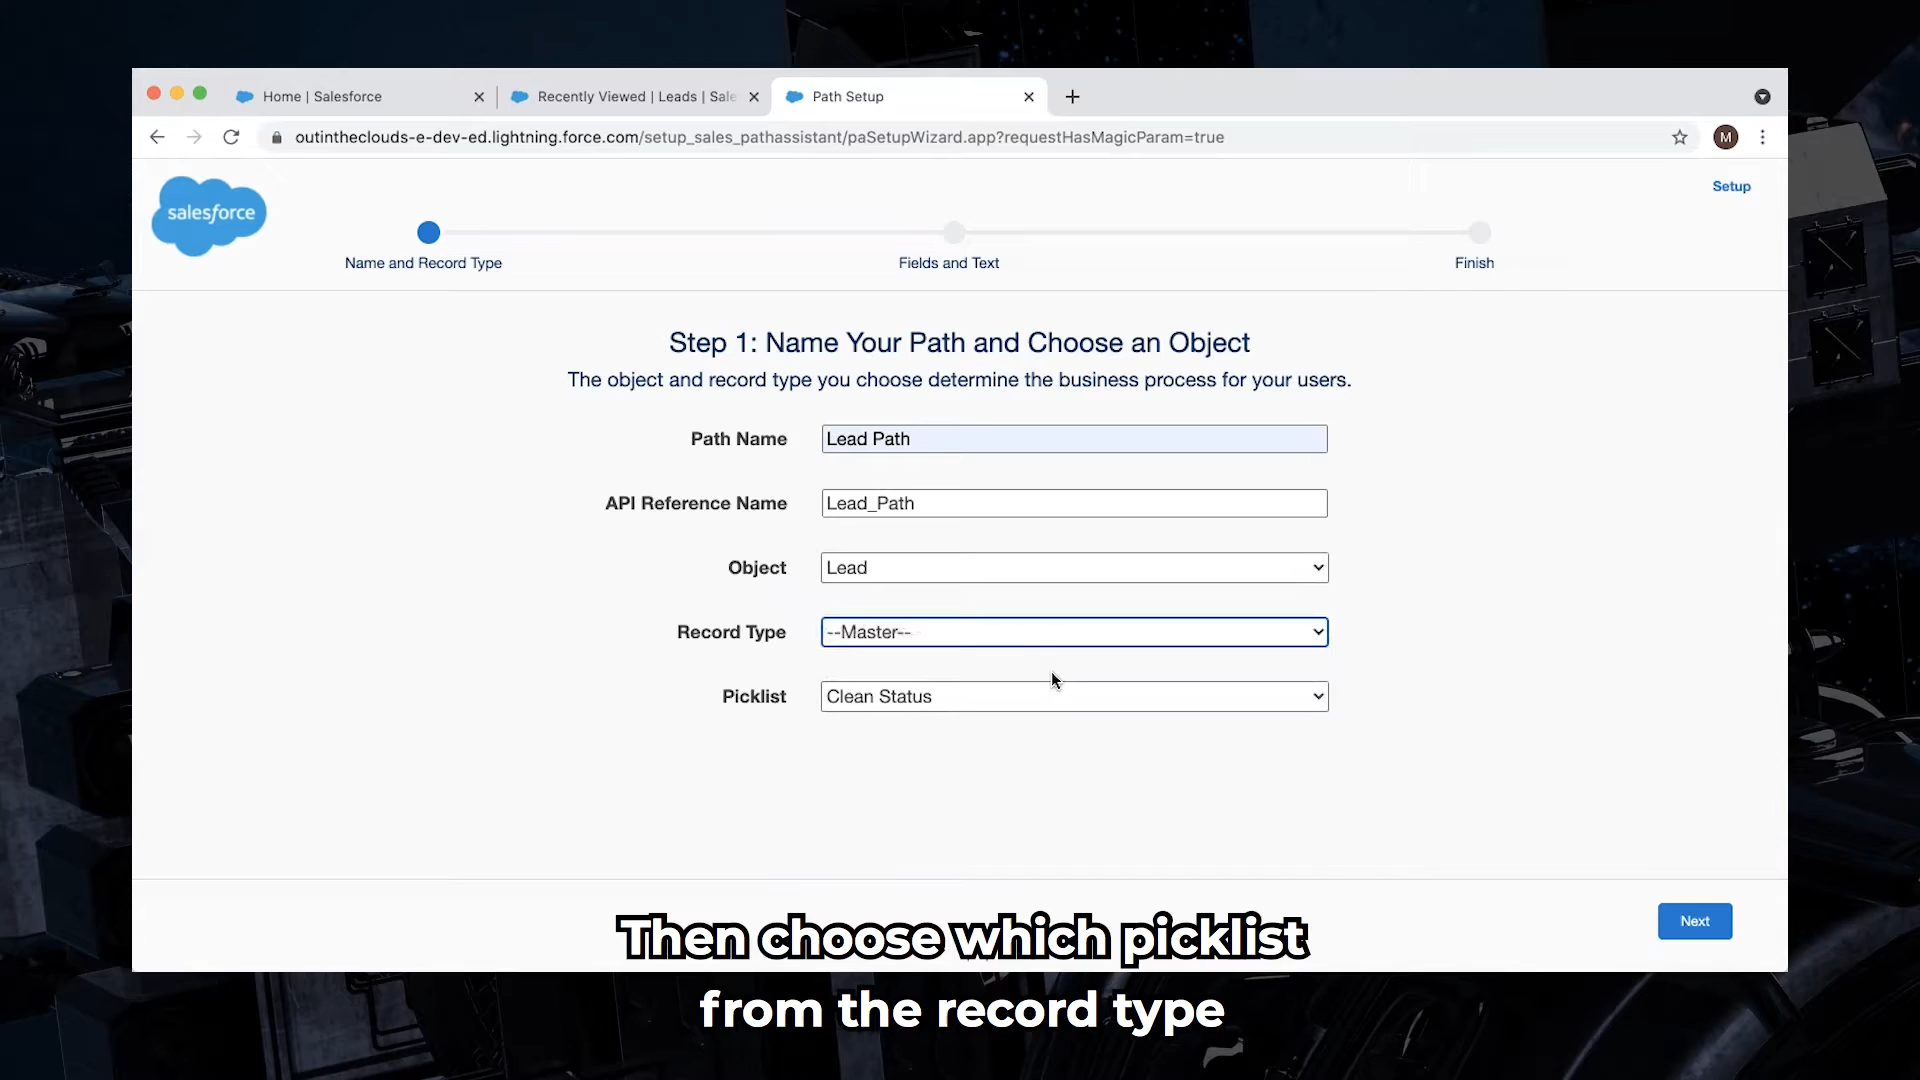 Home | Salesforce
Recently Viewed | Leads | Sale
Path Setup
outintheclouds-e-dev-ed.lightning.force.com/setup_sales_pathassistant/paSetupWizard.app?requestHasMagicParam=true
M
salesforce
Setup
Name and Record Type
Fields and Text
Finish
Step 1: Name Your Path and Choose an Object
The object and record type you choose determine the business process for your users.
Path Name
Lead Path
API Reference Name
Lead_Path
Object
Lead
Record Type
--Master--
Picklist
Clean Status
Next
Then choose which picklist
from the record type